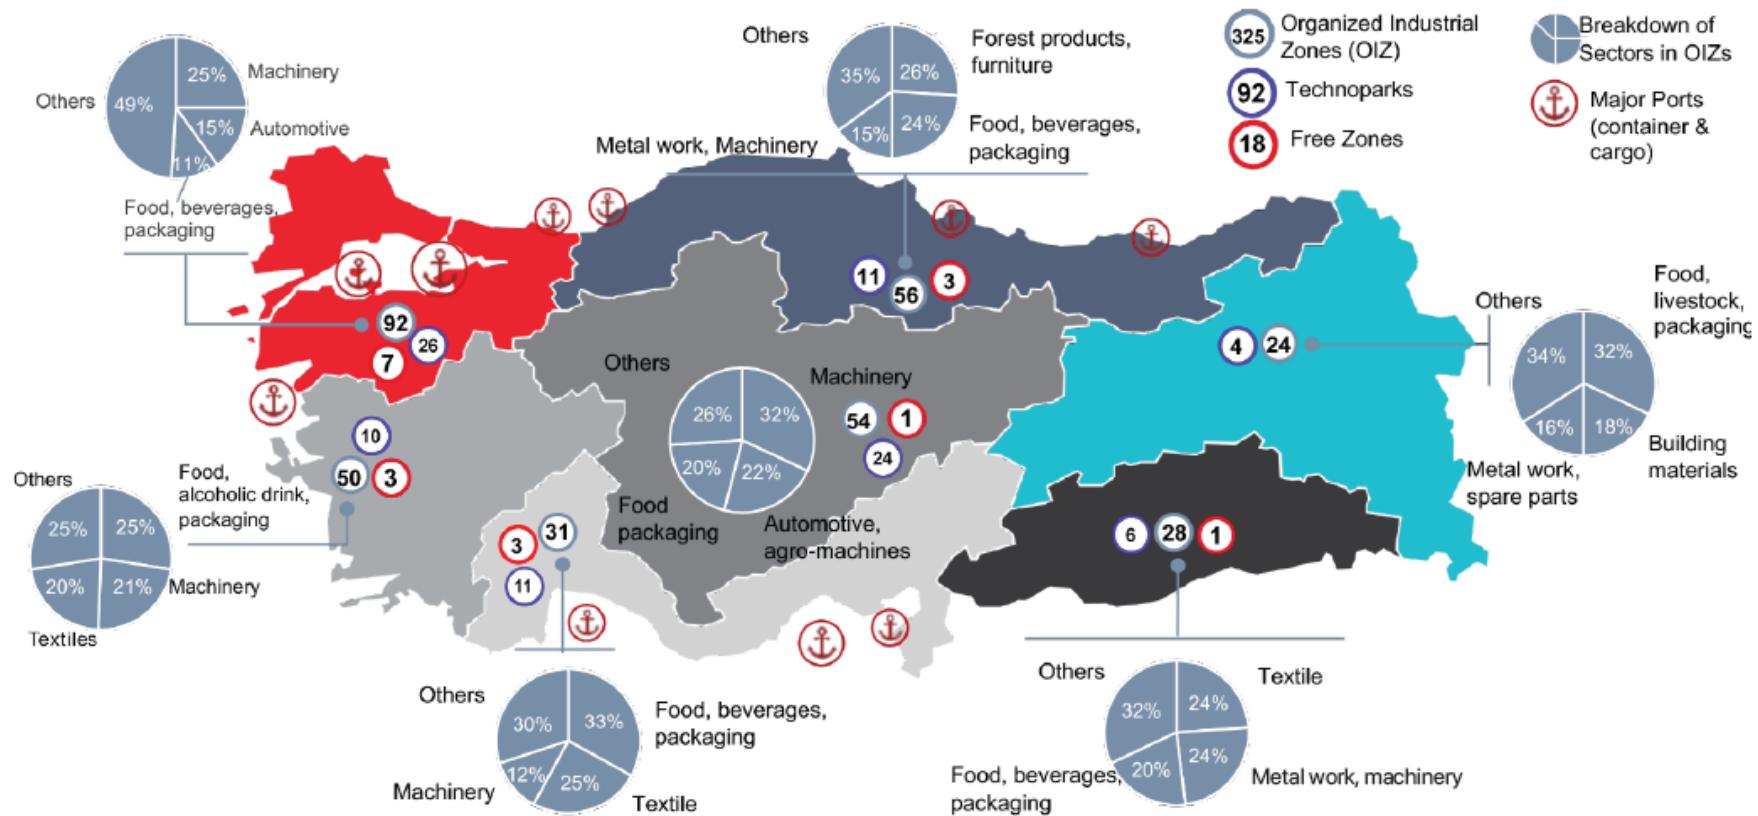 Others
49%
25%
Machinery
15%
Automotive
11%
Food, beverages,
packaging
Others
35%
26%
Forest products,
furniture
15%
24%
Food, beverages,
packaging
Metal work, Machinery
325
Organized Industrial
Zones (OIZ)
92
Technoparks
18
Free Zones
Breakdown of
Sectors in OIZs
Major Ports
(container &
cargo)
92
26
7
11
56
3
4
24
Others
Food,
livestock,
packaging
34%
32%
16%
18%
Building
materials
Metal work,
spare parts
Others
Machinery
26%
32%
20%
22%
Food
packaging
Automotive,
agro-machines
54
1
24
10
50
3
Others
Food,
alcoholic drink,
packaging
25%
25%
20%
21%
Machinery
Textiles
3
31
11
6
28
1
Others
30%
33%
Food, beverages,
packaging
12%
25%
Machinery
Textile
Others
Textile
32%
24%
20%
24%
Food, beverages,
packaging
Metal work, machinery